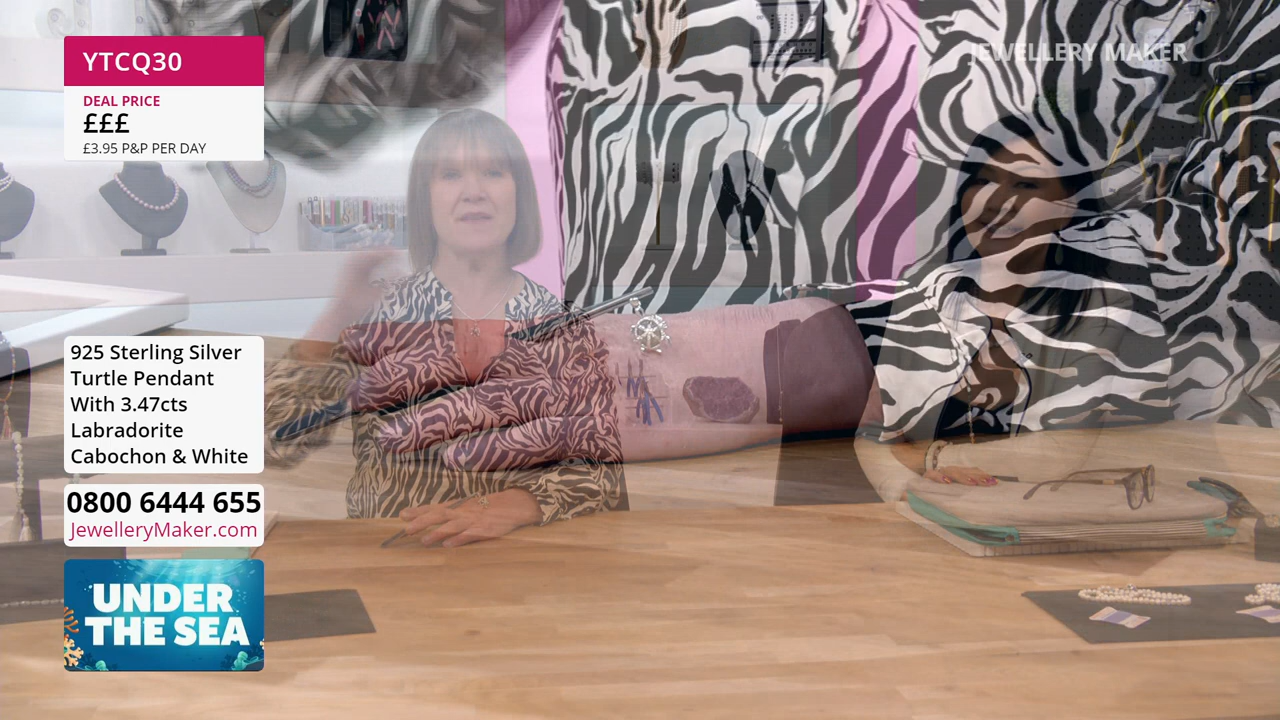 YTCQ30
JEWELLERY MAKER
DEAL PRICE
£££
£3.95 P&P PER DAY
925 Sterling Silver
Turtle Pendant
With 3.47cts
Labradorite
Cabochon & White
0800 6444 655
JewelleryMaker.com
UNDER
THE SEA